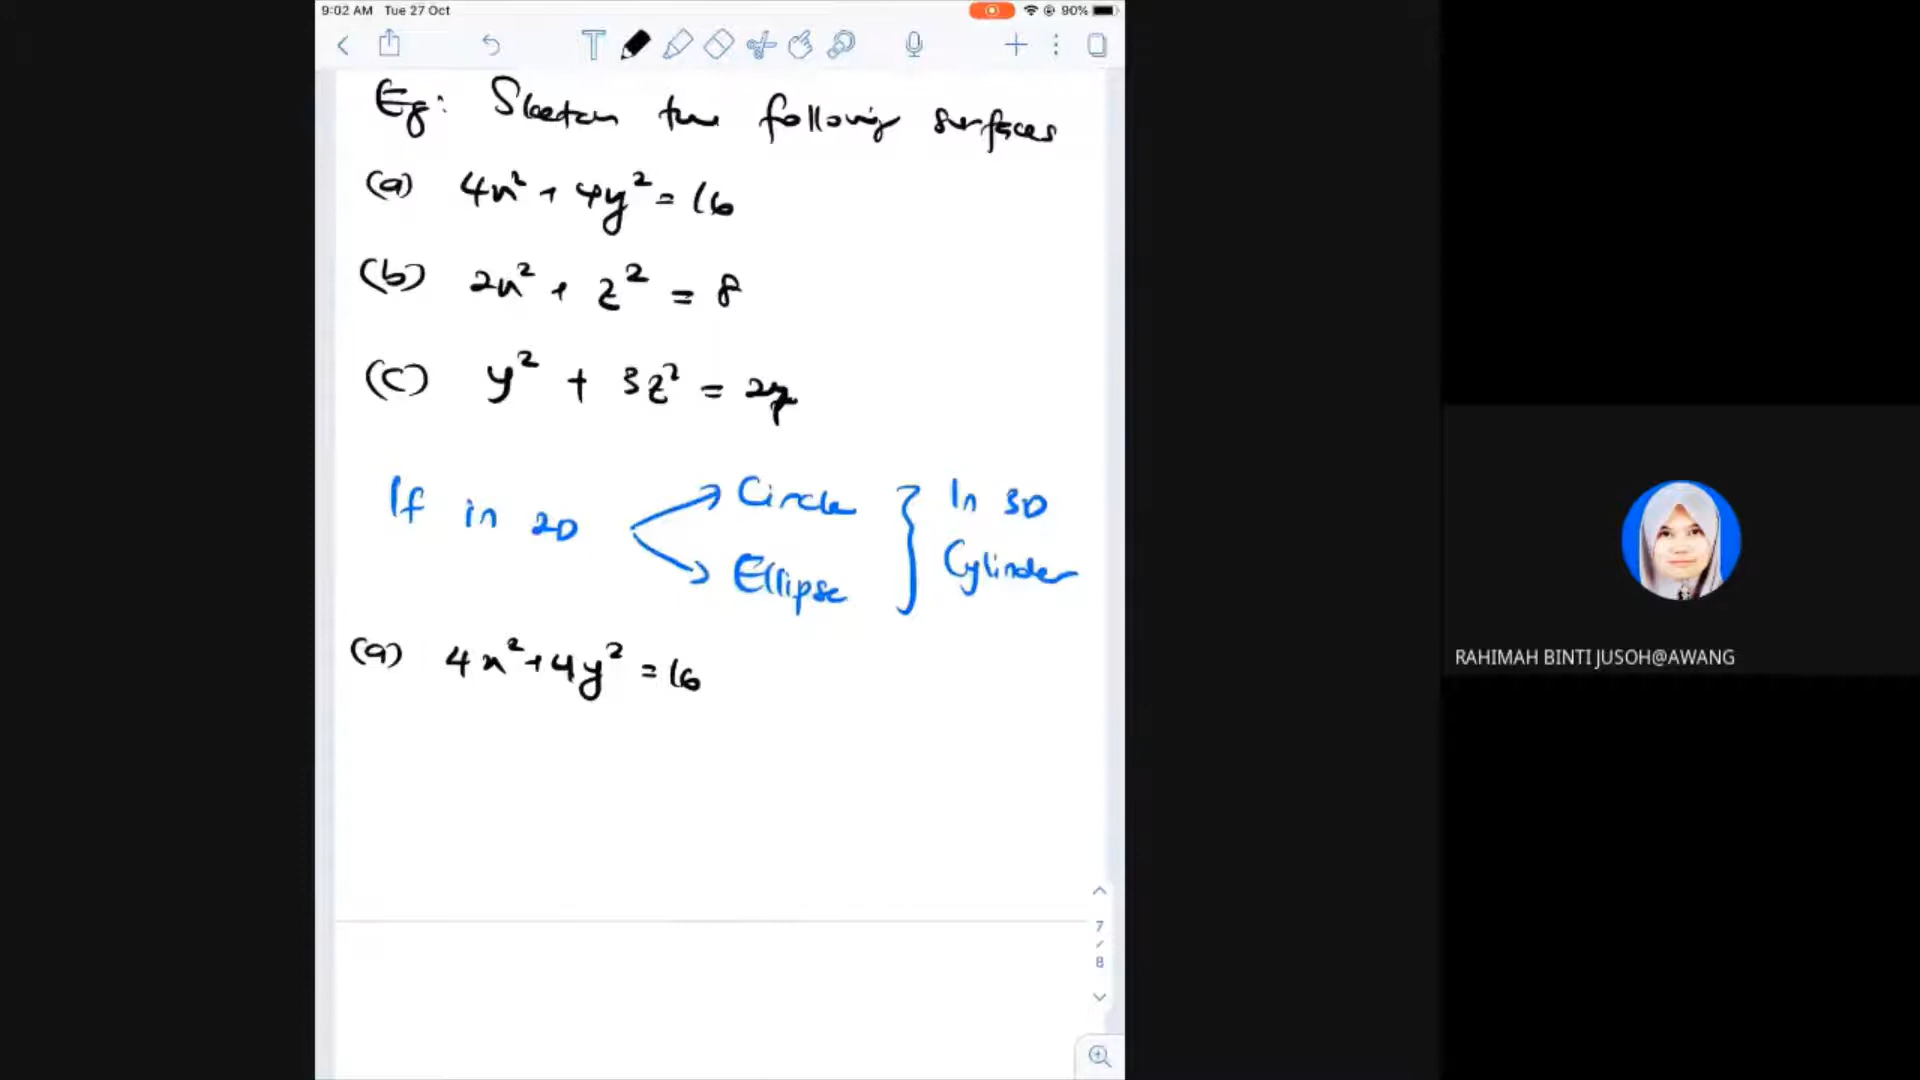 9:02 AM Tue 27 Oct 90%
Eg: Sketch the following surfaces
(a) 4x² + 4y² = 16
(b) 2x² + z² = 8
(c) y² + 3z² =
If in 2D Circle In 3D
Ellipse Cylinder
(a) 4x² + 4y² = 16
RAHIMAH BINTI JUSOH@AWANG
7
/
8